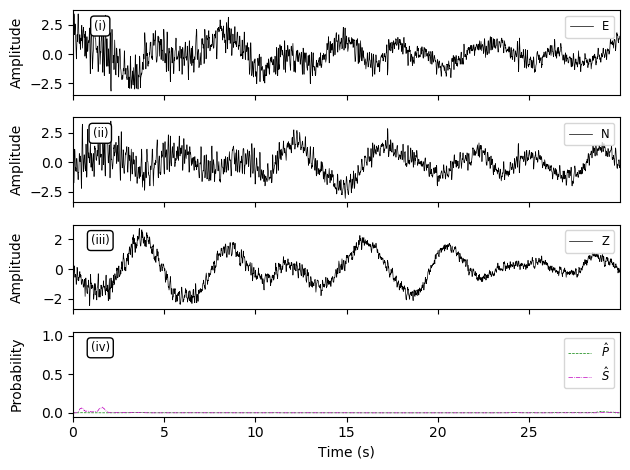 Amplitude
2.5
0.0
−2.5
(i)
E
Amplitude
2.5
0.0
−2.5
(ii)
N
Amplitude
2
0
−2
(iii)
Z
Probability
1.0
0.5
0.0
(iv)
P̂
Ŝ
0 5 10 15 20 25
Time (s)